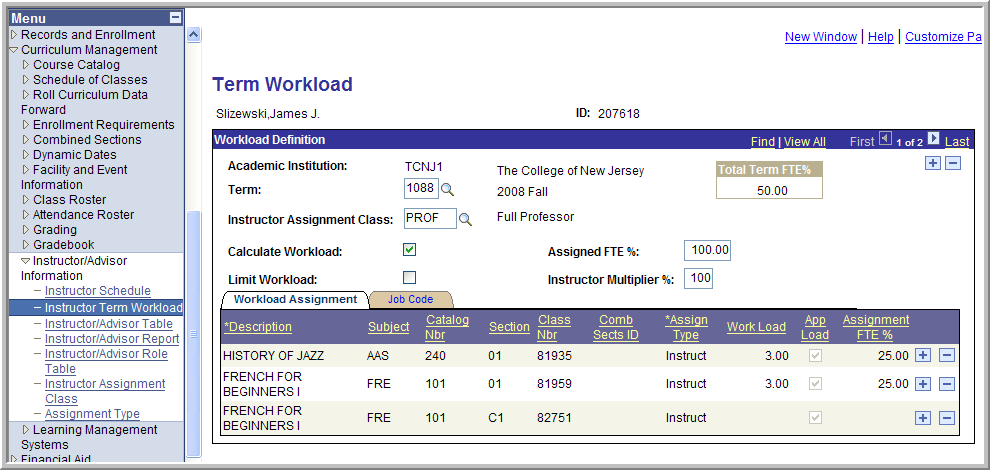 Menu
Records and Enrollment
Curriculum Management
Course Catalog
Schedule of Classes
Roll Curriculum Data
Forward
Enrollment Requirements
Combined Sections
Dynamic Dates
Facility and Event
Information
Class Roster
Attendance Roster
Grading
Gradebook
Instructor/Advisor
Information
– Instructor Schedule
– Instructor Term Workload
– Instructor/Advisor Table
– Instructor/Advisor Report
– Instructor/Advisor Role
Table
– Instructor Assignment
Class
– Assignment Type
Learning Management
Systems
Financial Aid
New Window | Help | Customize Pa
Term Workload
Slizewski,James J. ID: 207618
Workload Definition Find | View All First 1 of 2 Last
Academic Institution: TCNJ1 The College of New Jersey Total Term FTE%
Term: 1088 2008 Fall 50.00
Instructor Assignment Class: PROF Full Professor
Calculate Workload: Assigned FTE %: 100.00
Limit Workload: Instructor Multiplier %: 100
Workload Assignment Job Code
*Description Subject Catalog Nbr Section Class Nbr Comb Sects ID *Assign Type Work Load App Load Assignment FTE %
HISTORY OF JAZZ AAS 240 01 81935 Instruct 3.00 25.00
FRENCH FOR
BEGINNERS I FRE 101 01 81959 Instruct 3.00 25.00
FRENCH FOR
BEGINNERS I FRE 101 C1 82751 Instruct